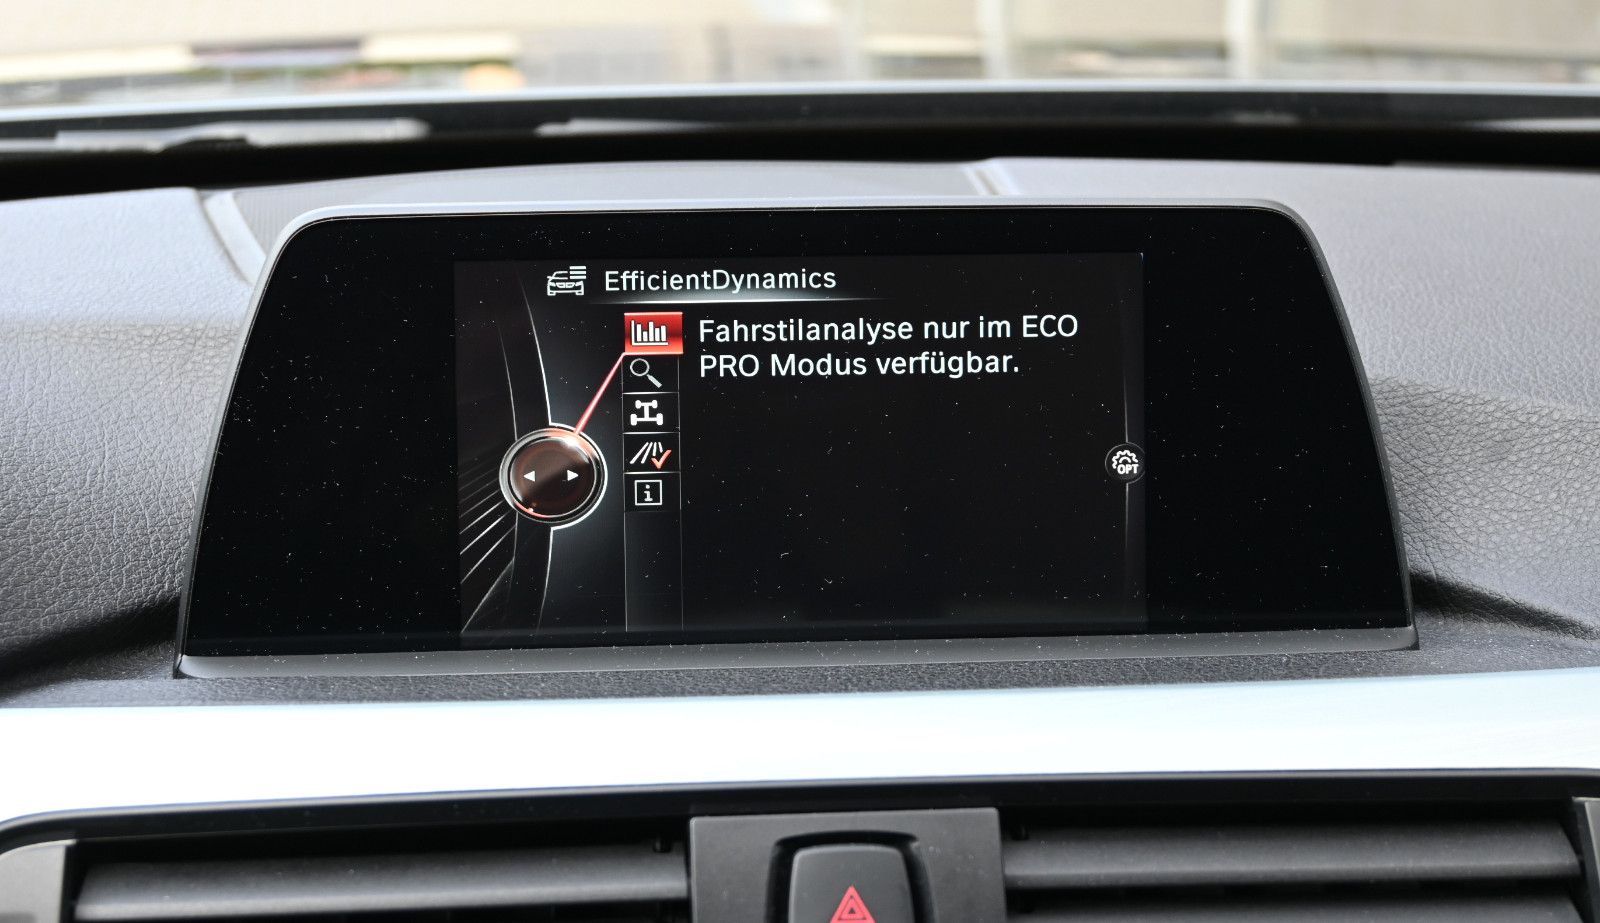 EfficientDynamics
Fahrstilanalyse nur im ECO
PRO Modus verfügbar.
OPT